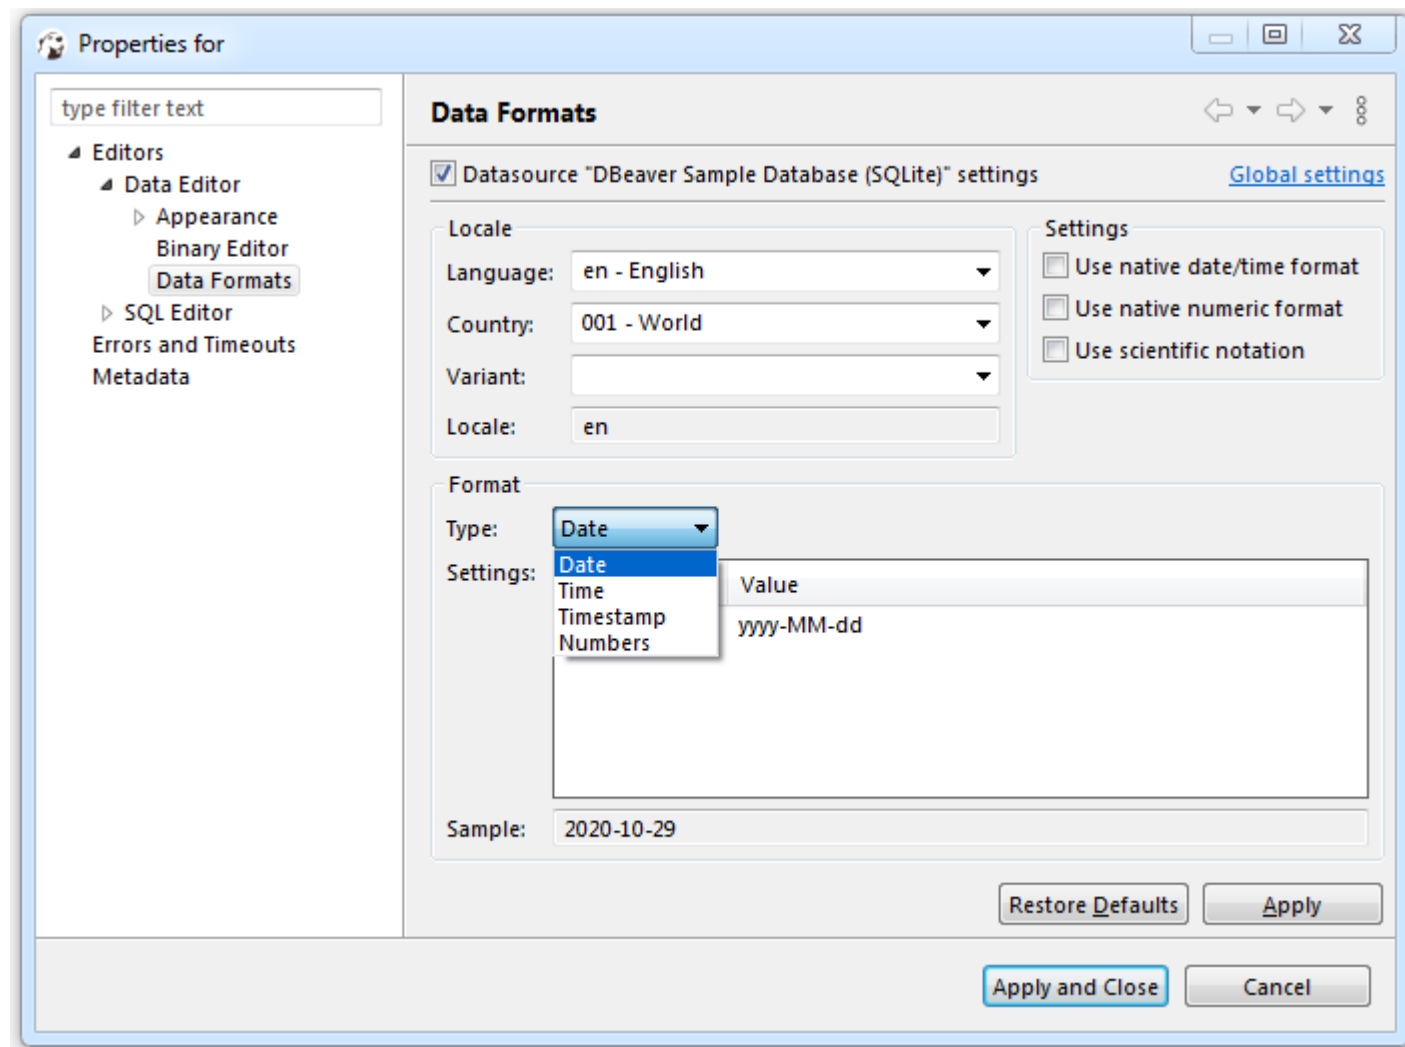 Properties for
type filter text
Editors
Data Editor
Appearance
Binary Editor
Data Formats
SQL Editor
Errors and Timeouts
Metadata
Data Formats
Datasource "DBeaver Sample Database (SQLite)" settings
Global settings
Locale
Language: en - English
Country: 001 - World
Variant:
Locale: en
Settings
Use native date/time format
Use native numeric format
Use scientific notation
Format
Type: Date
Date
Time
Timestamp
Numbers
Settings:
Value
yyyy-MM-dd
Sample: 2020-10-29
Restore Defaults
Apply
Apply and Close
Cancel